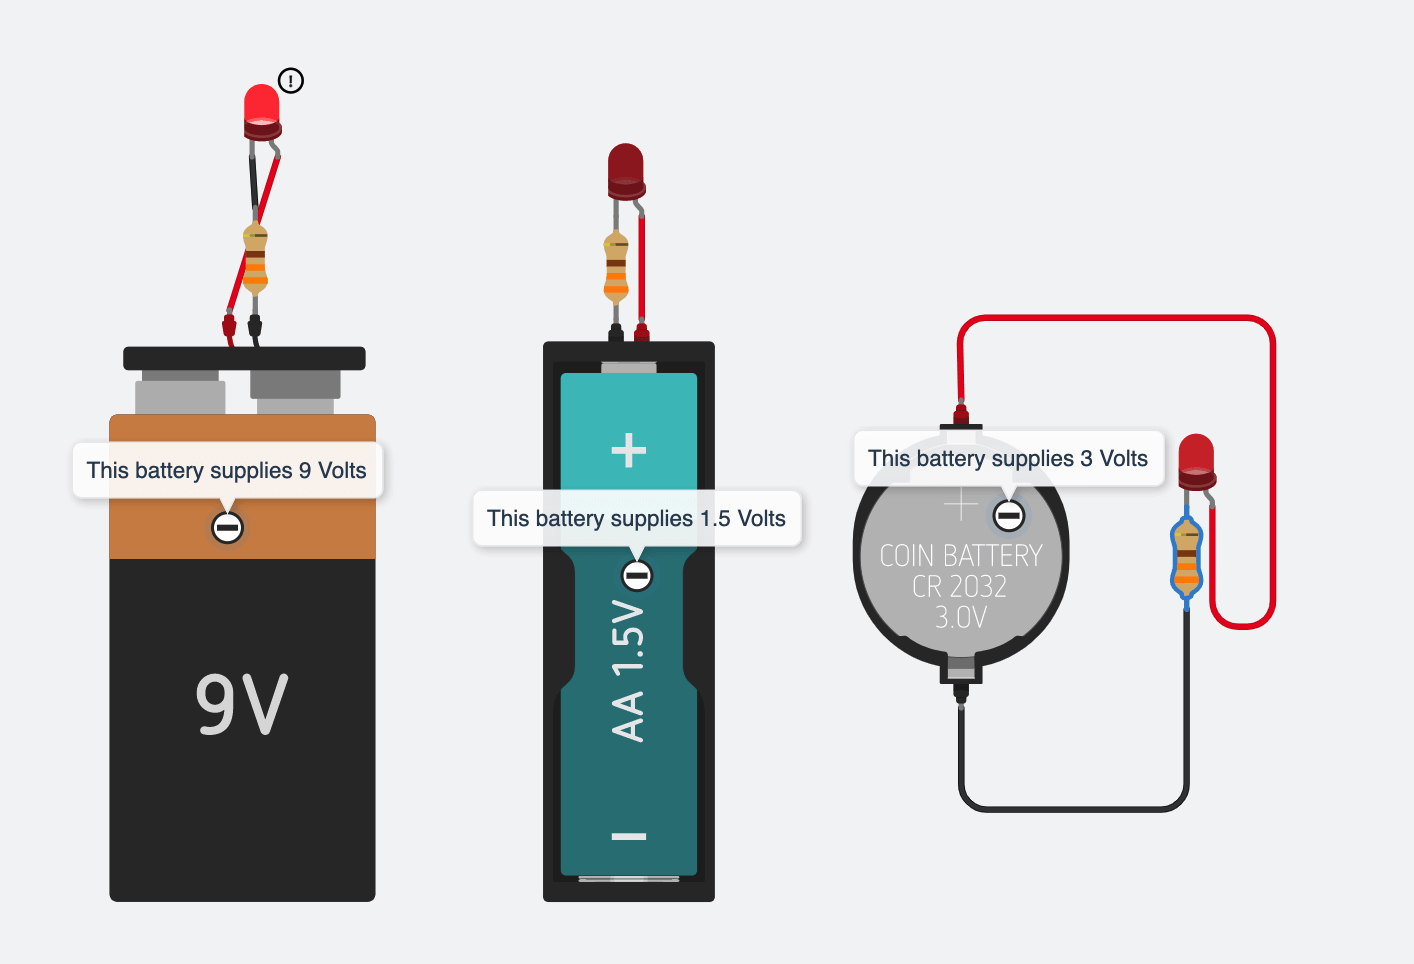 !
This battery supplies 9 Volts
9V
This battery supplies 1.5 Volts
+
AA 1.5V
−
This battery supplies 3 Volts
+
COIN BATTERY
CR 2032
3.0V